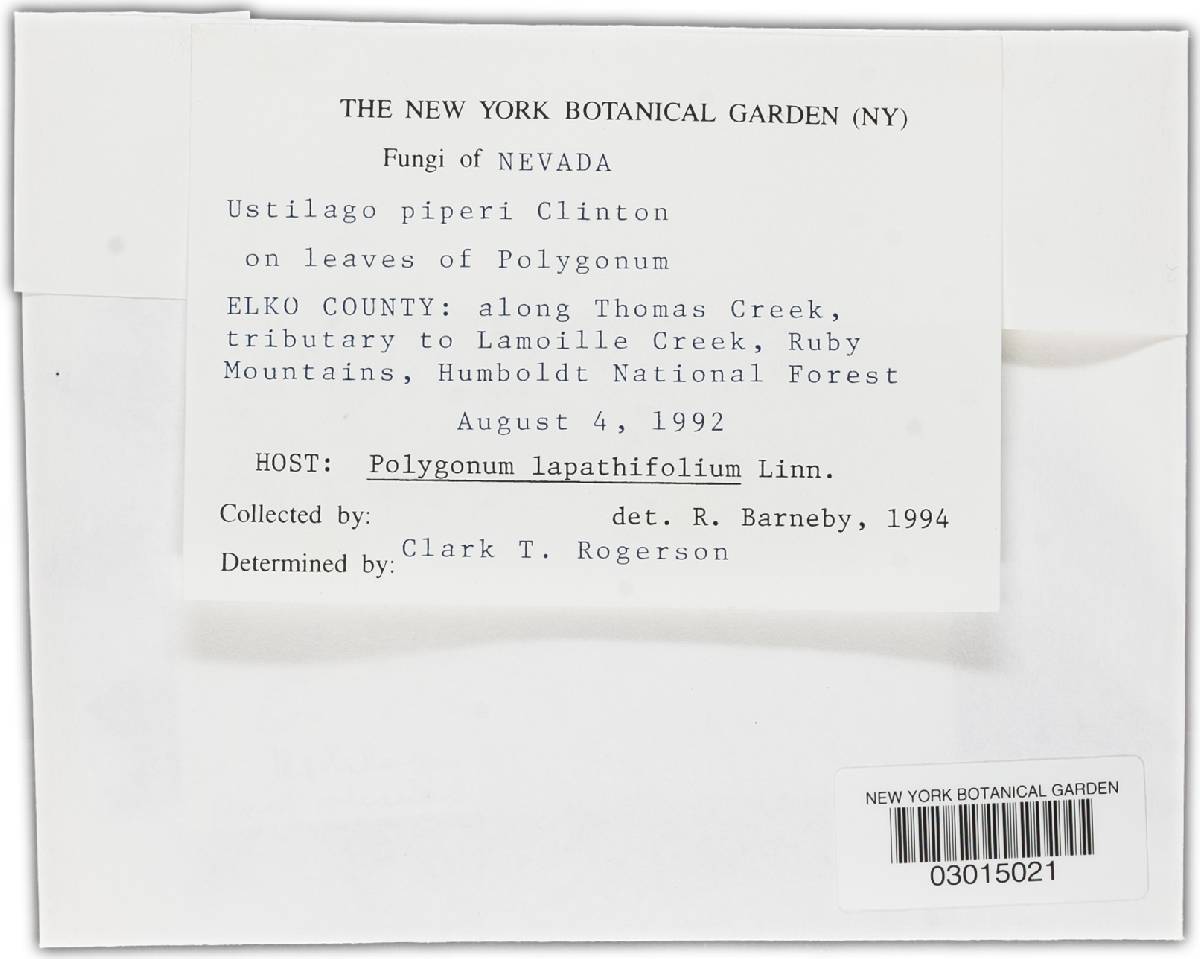 THE NEW YORK BOTANICAL GARDEN (NY)
Fungi of NEVADA
Ustilago piperi Clinton
on leaves of Polygonum
ELKO COUNTY: along Thomas Creek,
tributary to Lamoille Creek, Ruby
Mountains, Humboldt National Forest
August 4, 1992
HOST: Polygonum lapathifolium Linn.
Collected by: det. R. Barneby, 1994
Determined by: Clark T. Rogerson
NEW YORK BOTANICAL GARDEN
03015021